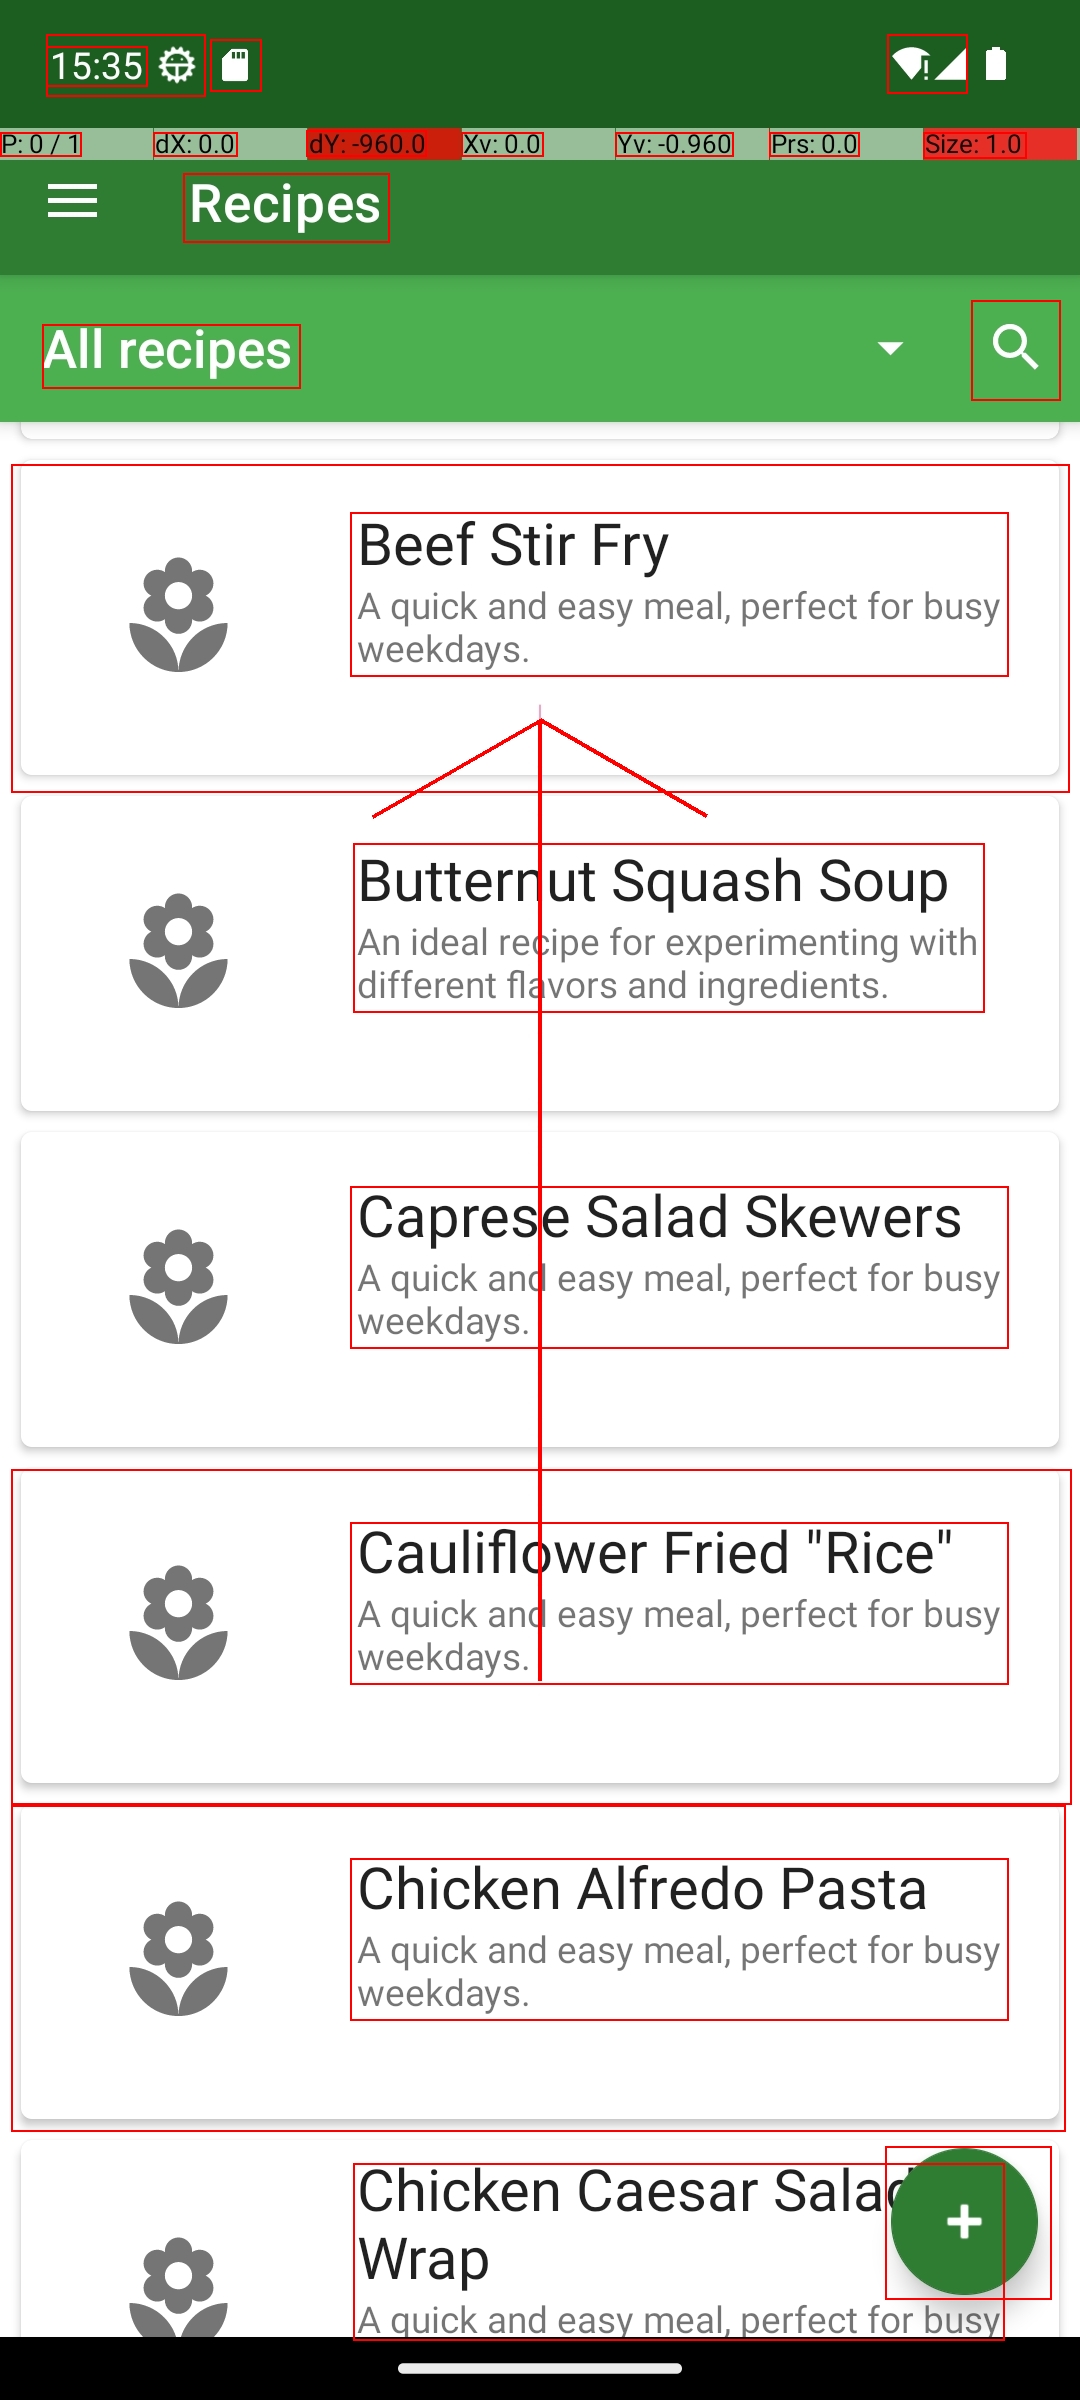 15:35
P: 0 / 1
dX: 0.0
dY: -960.0
Xv: 0.0
Yv: -0.960
Prs: 0.0
Size: 1.0
Recipes
All recipes
Beef Stir Fry
A quick and easy meal, perfect for busy
weekdays.
Butternut Squash Soup
An ideal recipe for experimenting with
different flavors and ingredients.
Caprese Salad Skewers
A quick and easy meal, perfect for busy
weekdays.
Cauliflower Fried "Rice"
A quick and easy meal, perfect for busy
weekdays.
Chicken Alfredo Pasta
A quick and easy meal, perfect for busy
weekdays.
Chicken Caesar Salad
Wrap
A quick and easy meal, perfect for busy